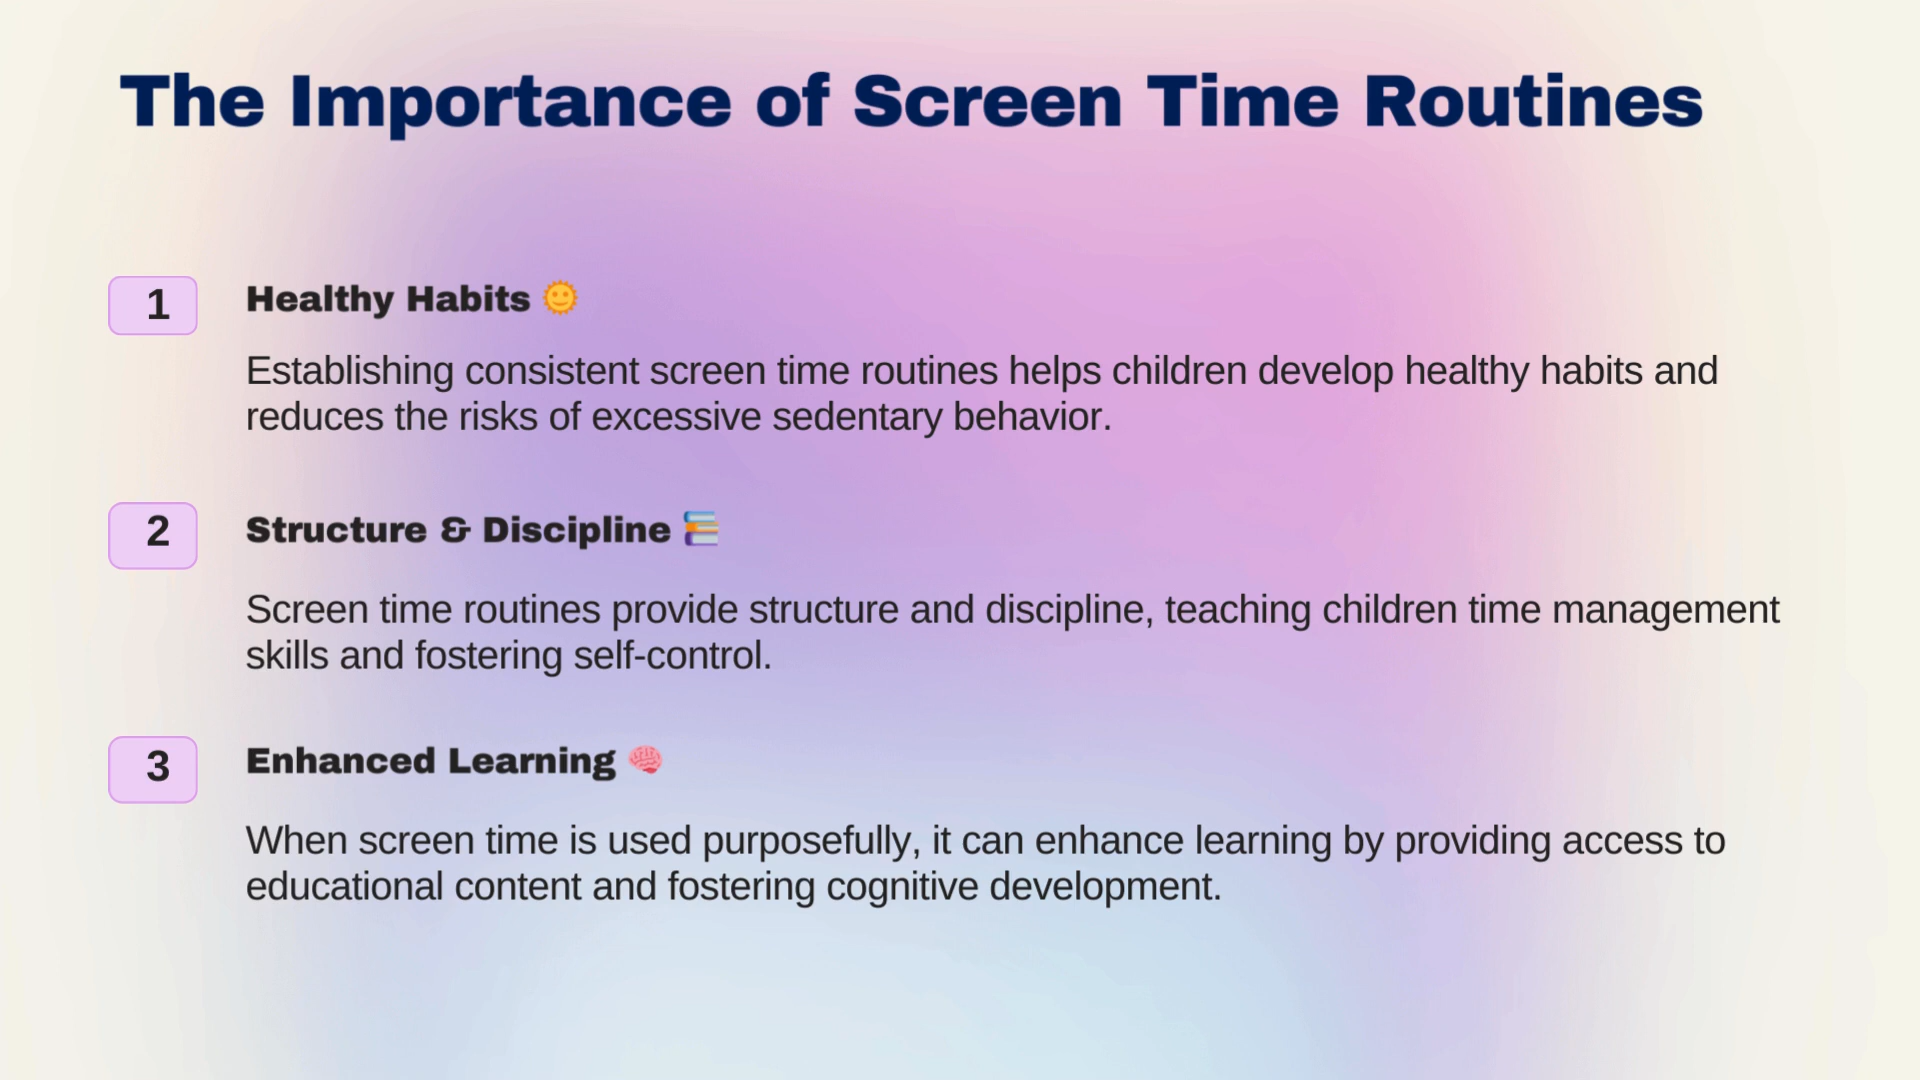 The Importance of Screen Time Routines
1
Healthy Habits 🌞
Establishing consistent screen time routines helps children develop healthy habits and
reduces the risks of excessive sedentary behavior.
2
Structure & Discipline 📚
Screen time routines provide structure and discipline, teaching children time management
skills and fostering self-control.
3
Enhanced Learning 🧠
When screen time is used purposefully, it can enhance learning by providing access to
educational content and fostering cognitive development.